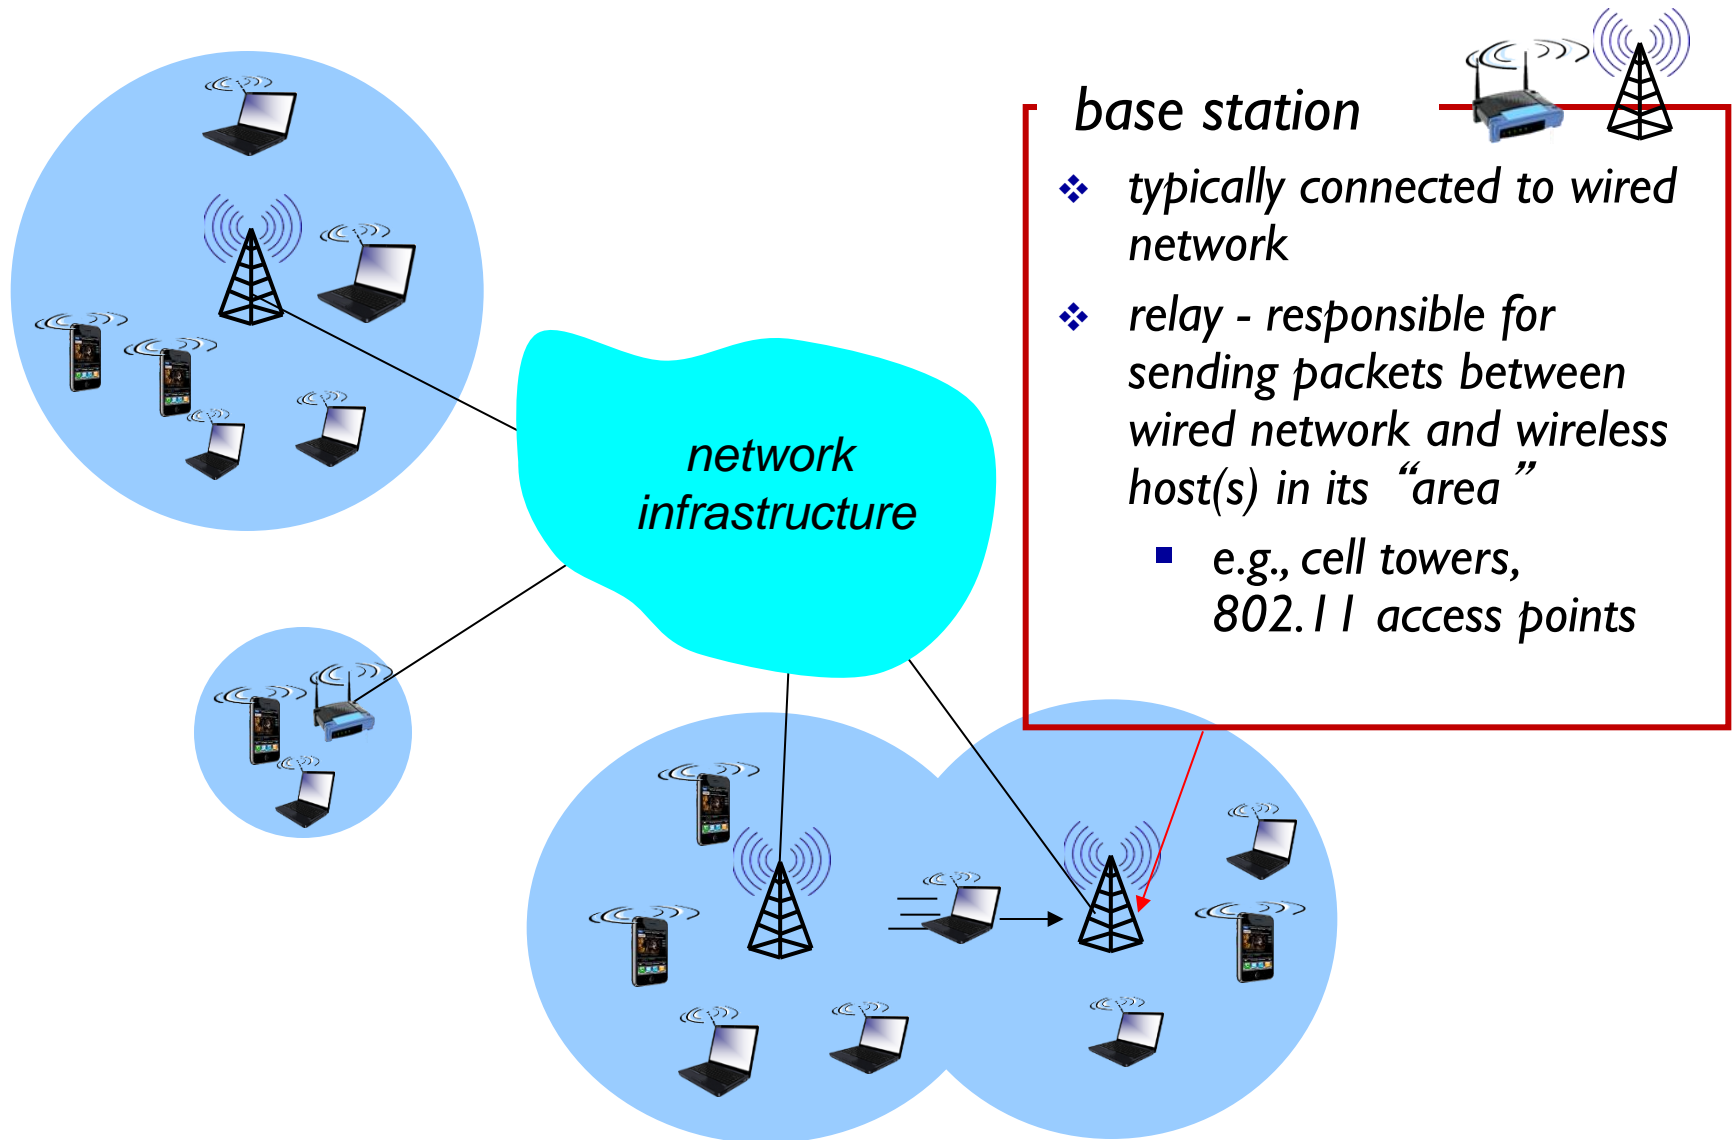 base station
❖ typically connected to wired
network
❖ relay - responsible for
sending packets between
wired network and wireless
host(s) in its “area”
▪ e.g., cell towers,
802.11 access points
network
infrastructure